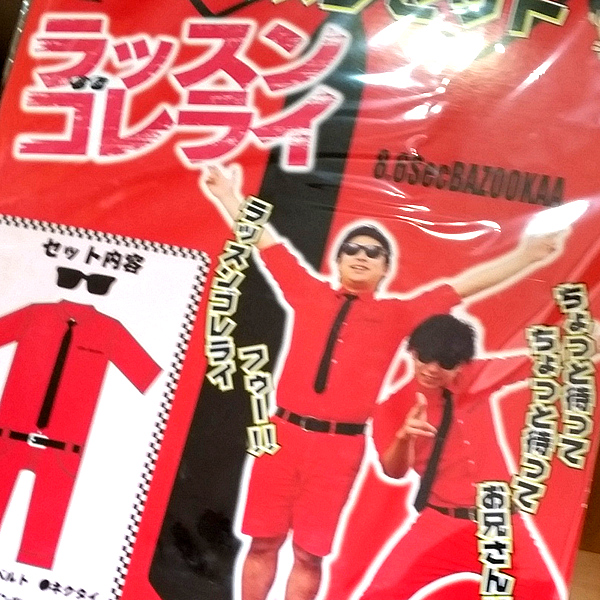 ラッスン
ゴレライ
8.6SecBAZOOKAA
セット内容
ラッスンゴレライ
フゥー!!
ちょっと待って
ちょっと待って
お兄さん
ベルト ●ネクタイ